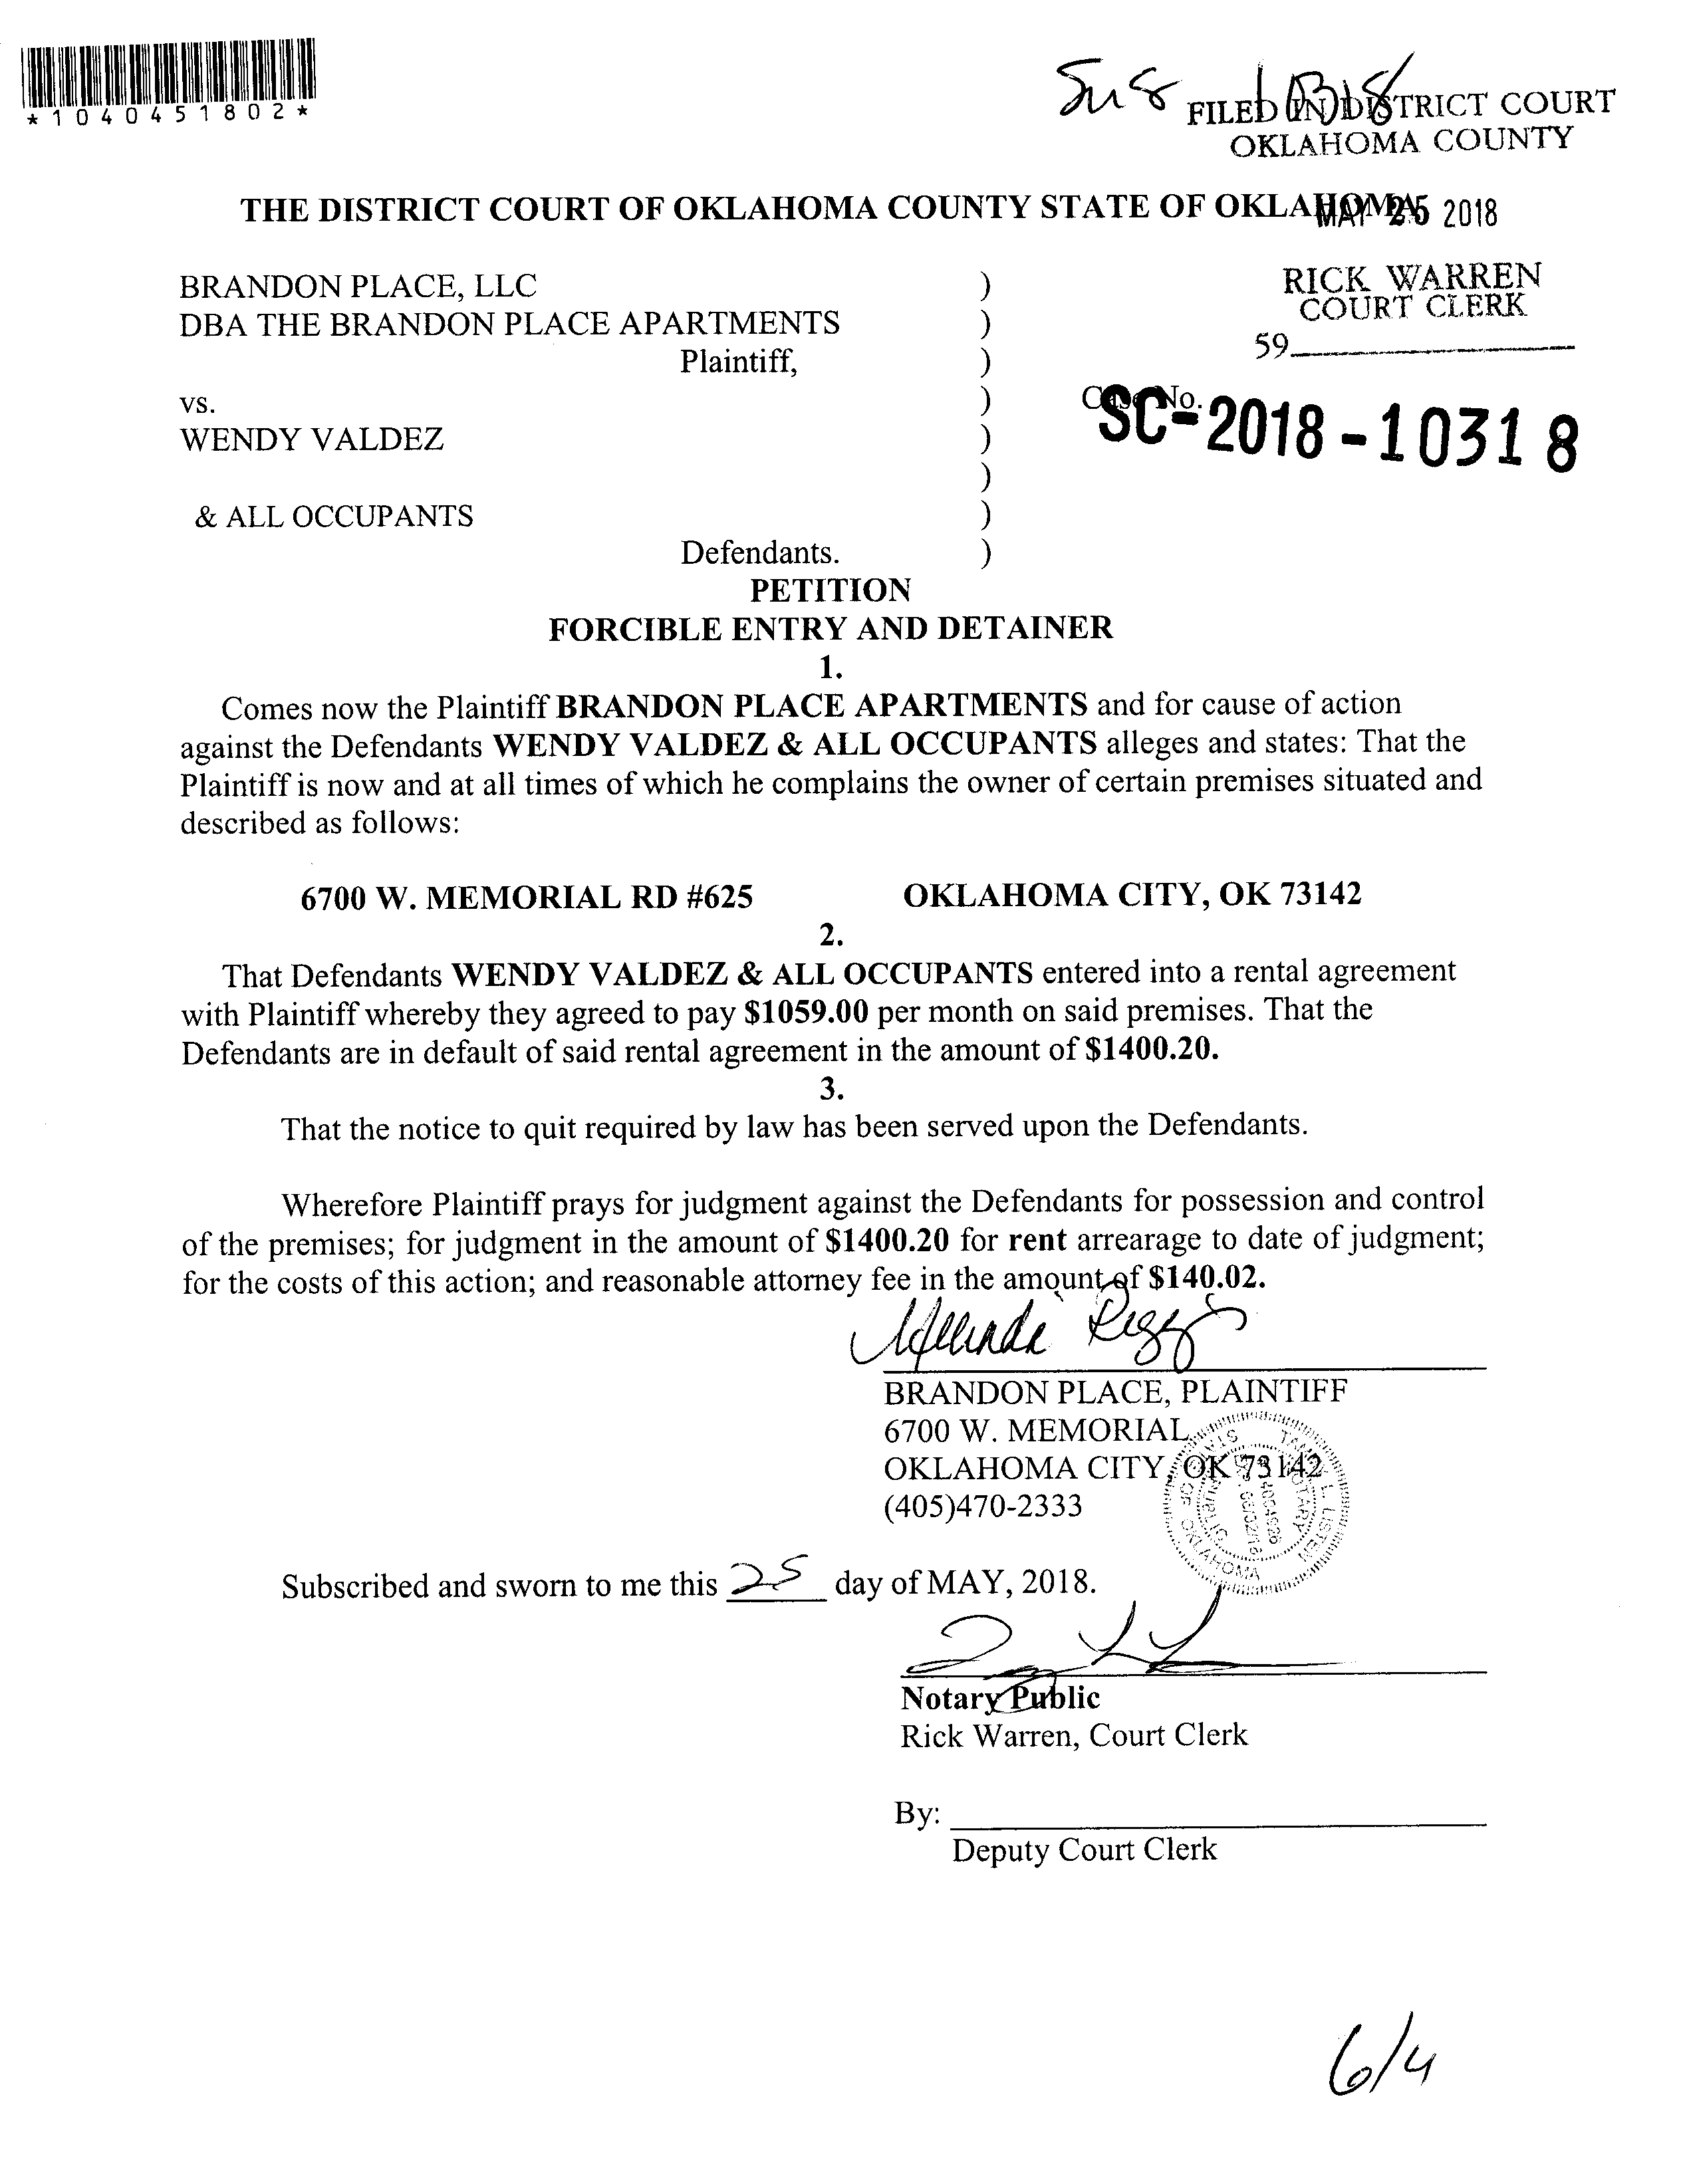 *1040451802*
FILED IN DISTRICT COURT
OKLAHOMA COUNTY
THE DISTRICT COURT OF OKLAHOMA COUNTY STATE OF OKLAHOMA
MAY 25 2018
BRANDON PLACE, LLC )
RICK WARREN
COURT CLERK
DBA THE BRANDON PLACE APARTMENTS )
59
Plaintiff, )
vs. )
Case No.
SC-2018-10318
WENDY VALDEZ )
)
& ALL OCCUPANTS )
Defendants. )
PETITION
FORCIBLE ENTRY AND DETAINER
1.
Comes now the Plaintiff BRANDON PLACE APARTMENTS and for cause of action
against the Defendants WENDY VALDEZ & ALL OCCUPANTS alleges and states: That the
Plaintiff is now and at all times of which he complains the owner of certain premises situated and
described as follows:
6700 W. MEMORIAL RD #625 OKLAHOMA CITY, OK 73142
2.
That Defendants WENDY VALDEZ & ALL OCCUPANTS entered into a rental agreement
with Plaintiff whereby they agreed to pay $1059.00 per month on said premises. That the
Defendants are in default of said rental agreement in the amount of $1400.20.
3.
That the notice to quit required by law has been served upon the Defendants.
Wherefore Plaintiff prays for judgment against the Defendants for possession and control
of the premises; for judgment in the amount of $1400.20 for rent arrearage to date of judgment;
for the costs of this action; and reasonable attorney fee in the amount of $140.02.
BRANDON PLACE, PLAINTIFF
6700 W. MEMORIAL
OKLAHOMA CITY, OK 73142
(405)470-2333
Subscribed and sworn to me this 25 day of MAY, 2018.
Notary Public
Rick Warren, Court Clerk
By:
Deputy Court Clerk
6/4